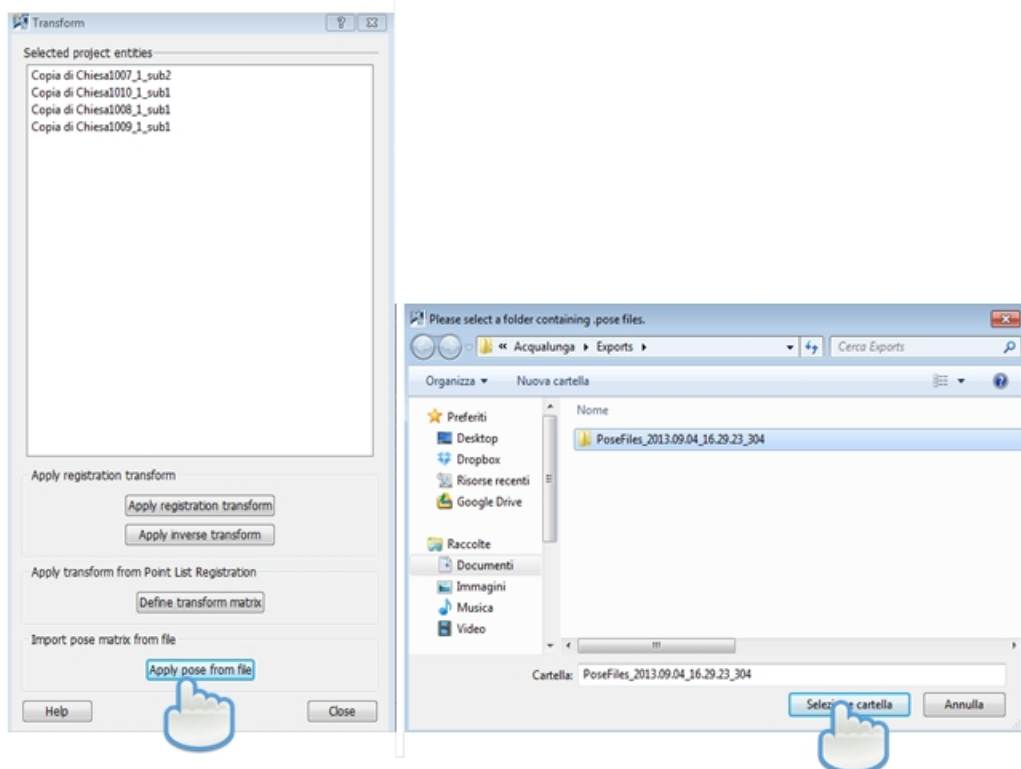 Transform
Selected project entities
Copia di Chiesa1007_1_sub2
Copia di Chiesa1010_1_sub1
Copia di Chiesa1008_1_sub1
Copia di Chiesa1009_1_sub1
Apply registration transform
Apply registration transform
Apply inverse transform
Apply transform from Point List Registration
Define transform matrix
Import pose matrix from file
Apply pose from file
Help
Close
Please select a folder containing .pose files.
« Acqualunga Exports
Cerca Exports
Organizza
Nuova cartella
Preferiti
Desktop
Dropbox
Risorse recenti
Google Drive
Raccolte
Documenti
Immagini
Musica
Video
Nome
PoseFiles_2013.09.04_16.29.23_304
Cartella: PoseFiles_2013.09.04_16.29.23_304
cartella
Annulla